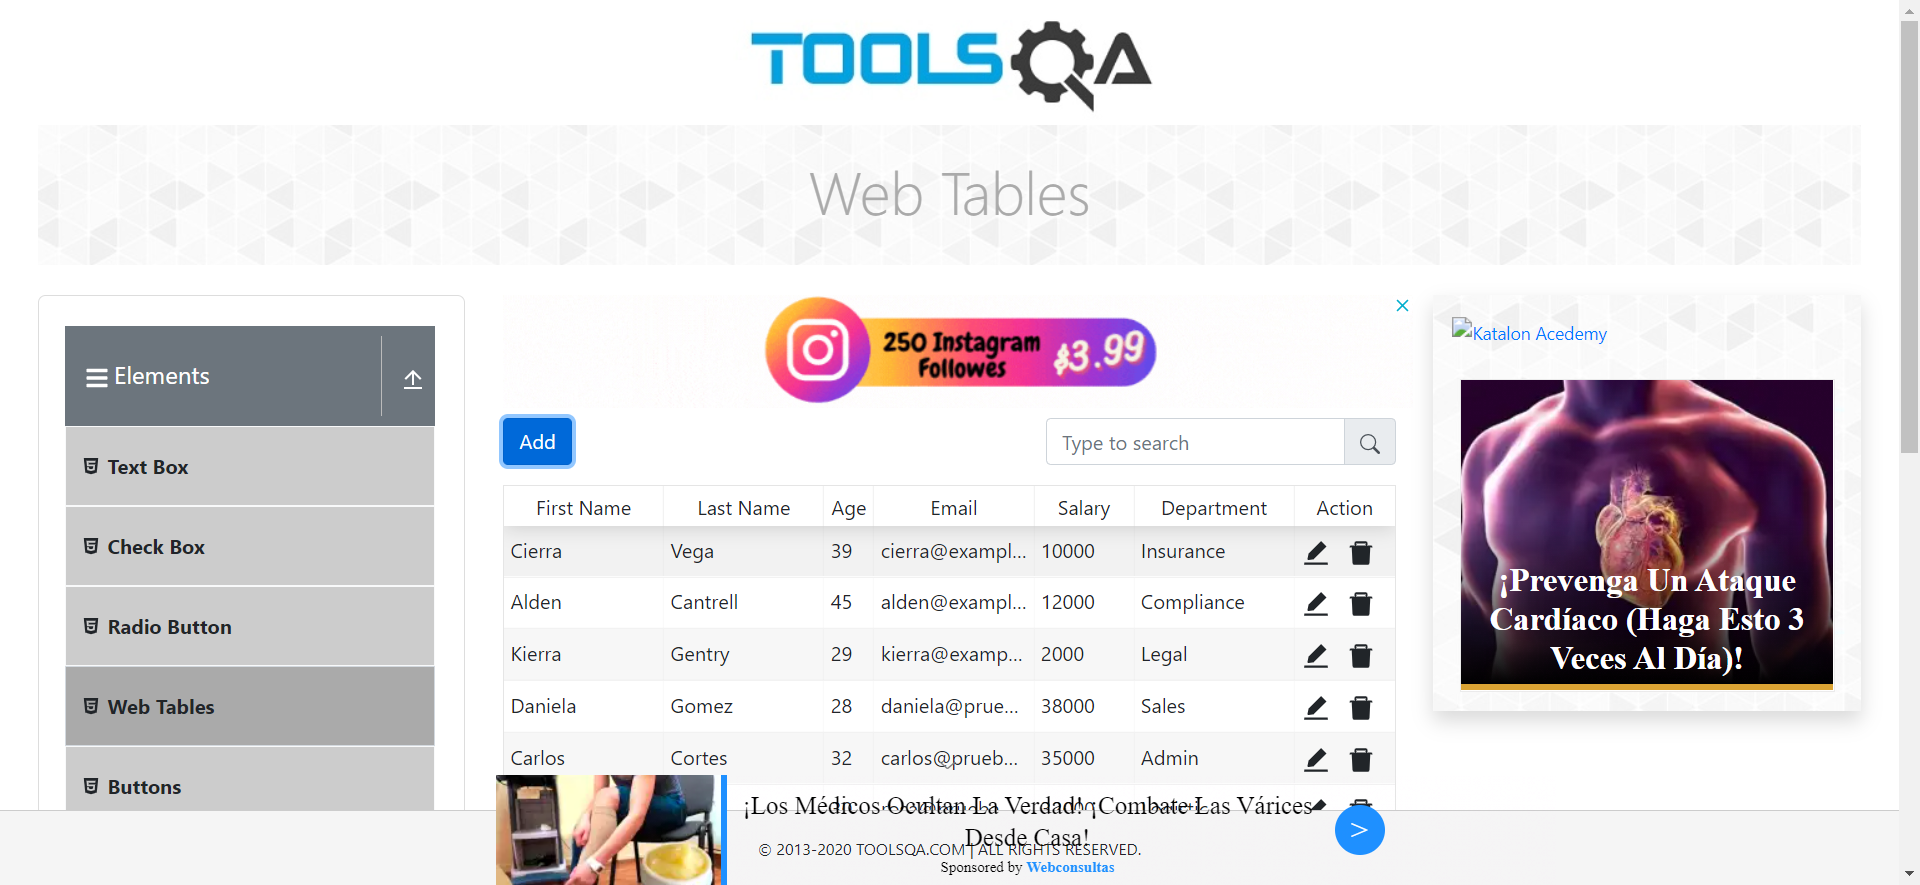 TOOLSQA
Web Tables
Elements
Text Box
Check Box
Radio Button
Web Tables
Buttons
250 Instagram
Followes
$3.99
Add
Type to search
First Name Last Name Age Email Salary Department Action
Cierra Vega 39 cierra@exampl... 10000 Insurance
Alden Cantrell 45 alden@exampl... 12000 Compliance
Kierra Gentry 29 kierra@examp... 2000 Legal
Daniela Gomez 28 daniela@prue... 38000 Sales
Carlos Cortes 32 carlos@prueb... 35000 Admin
Katalon Acedemy
¡Prevenga Un Ataque
Cardíaco (Haga Esto 3
Veces Al Día)!
¡Los Médicos Ocultan La Verdad! ¡Combate Las Várices
Desde Casa!
© 2013-2020 TOOLSQA.COM | ALL RIGHTS RESERVED.
Sponsored by Webconsultas